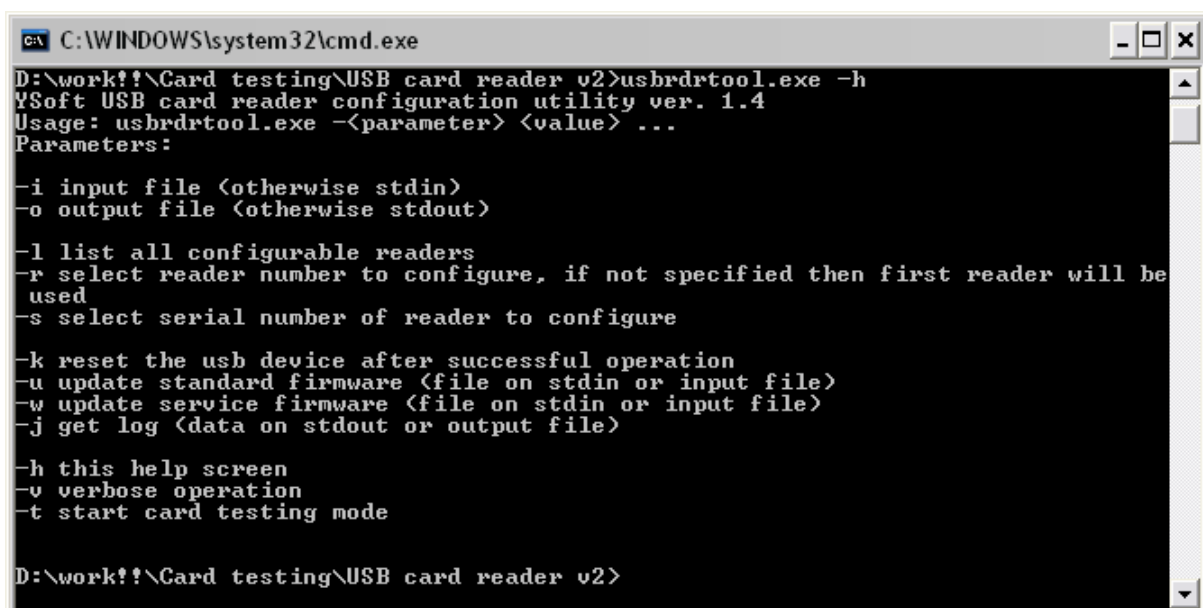 C:\WINDOWS\system32\cmd.exe
D:\work!!\Card testing\USB card reader v2>usbrdrtool.exe -h
YSoft USB card reader configuration utility ver. 1.4
Usage: usbrdrtool.exe -<parameter> <value> ...
Parameters:
-i input file (otherwise stdin)
-o output file (otherwise stdout)
-l list all configurable readers
-r select reader number to configure, if not specified then first reader will be
used
-s select serial number of reader to configure
-k reset the usb device after successful operation
-u update standard firmware (file on stdin or input file)
-w update service firmware (file on stdin or input file)
-j get log (data on stdout or output file)
-h this help screen
-v verbose operation
-t start card testing mode
D:\work!!\Card testing\USB card reader v2>